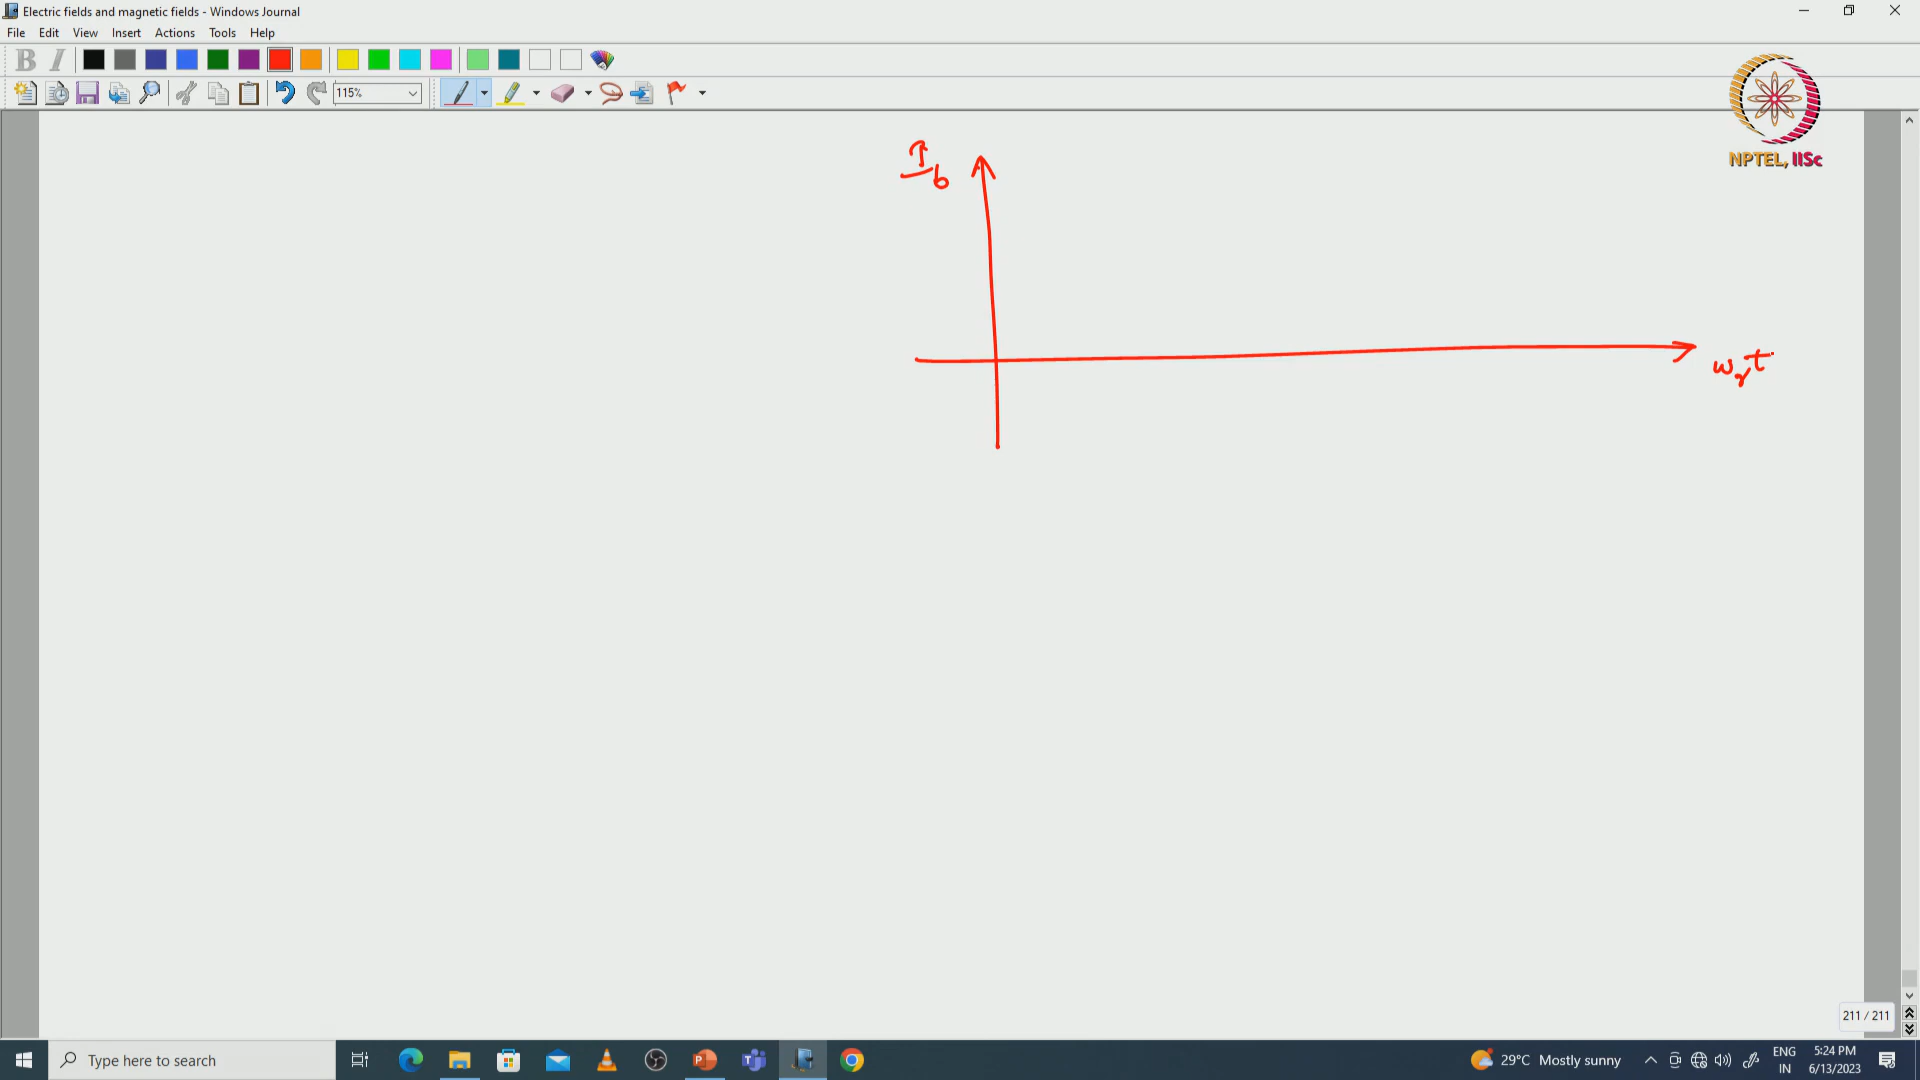 Electric fields and magnetic fields - Windows Journal
File Edit View Insert Actions Tools Help
B I
115%
NPTEL, IISc
b
ωᵣt
211 / 211
Type here to search
29°C Mostly sunny
ENG
IN
5:24 PM
6/13/2023